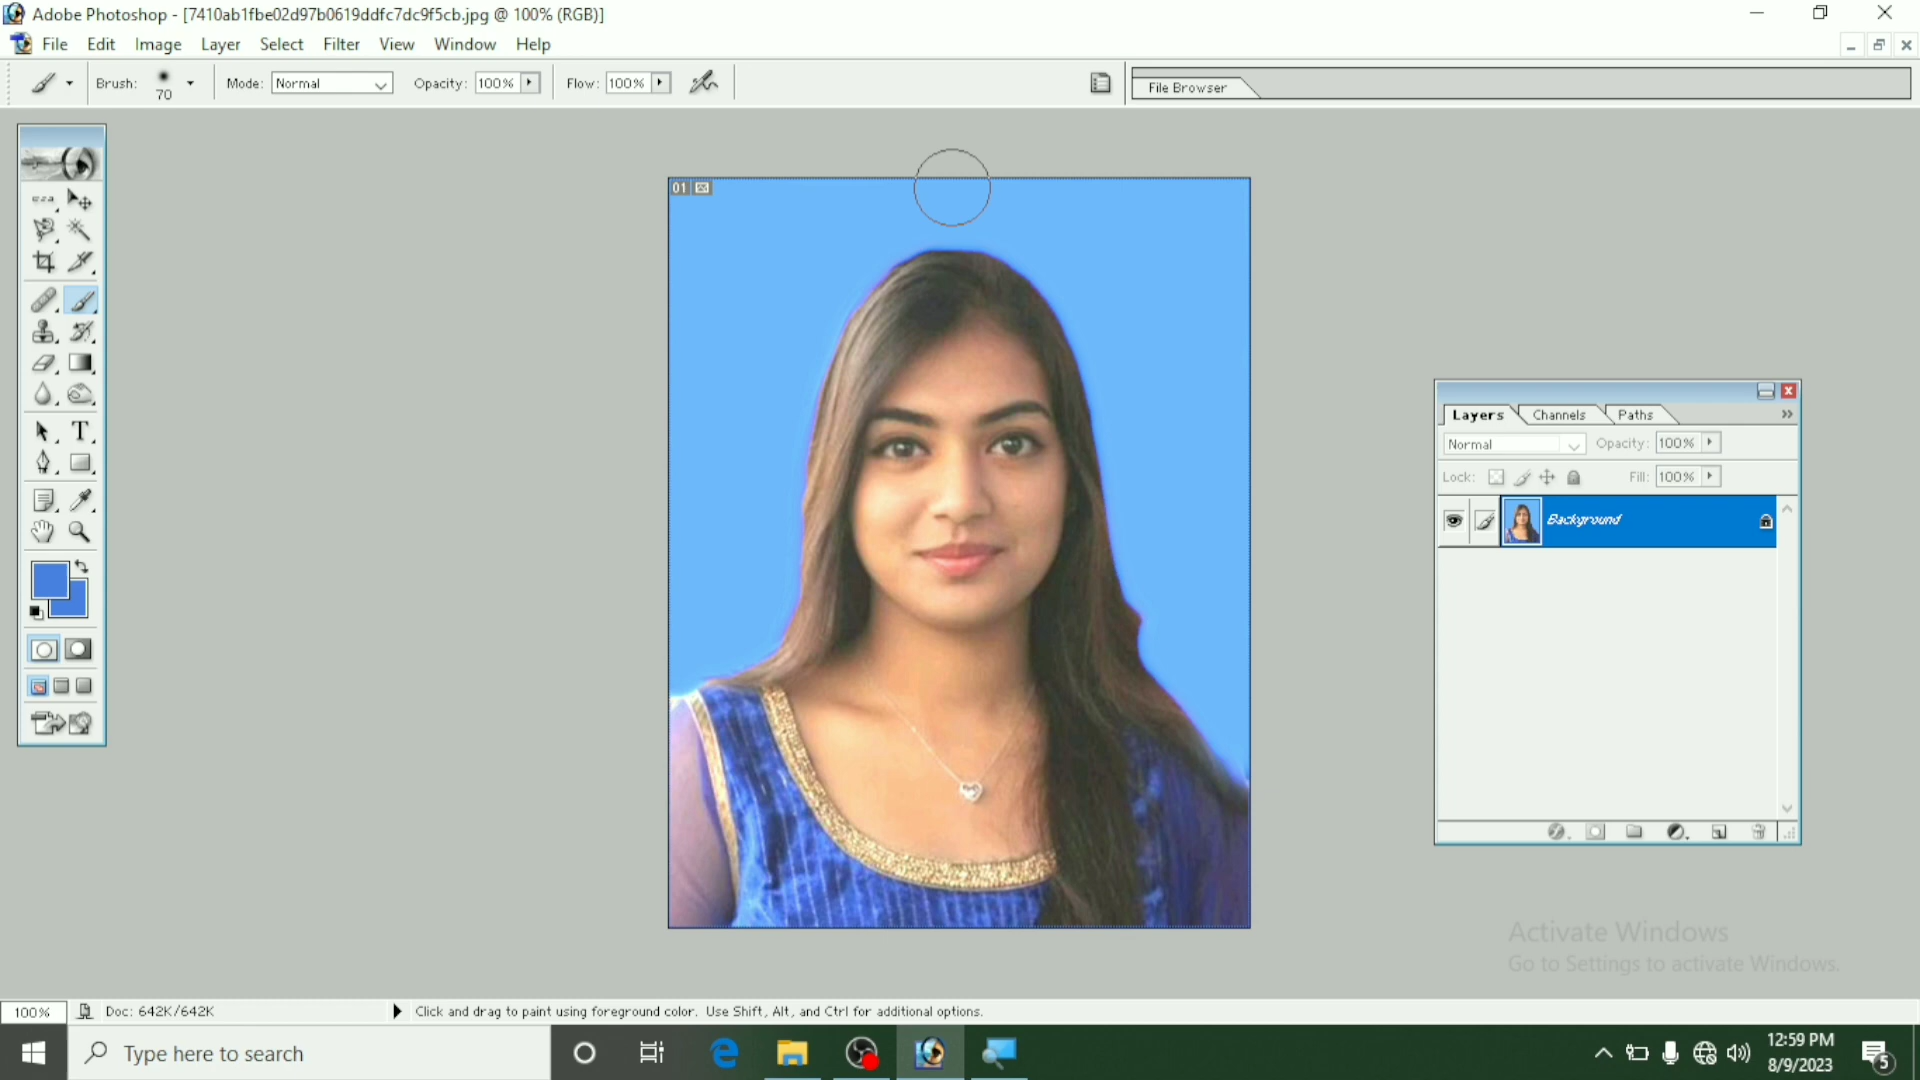 Adobe Photoshop - [7410ab1fbe02d97b0619ddfc7dc9f5cb.jpg @ 100% (RGB)]
File Edit Image Layer Select Filter View Window Help
Brush: 70 Mode: Normal Opacity: 100% Flow: 100% File Browser
01
T
Layers Channels Paths
Normal Opacity: 100%
Lock: Fill: 100%
Background
Activate Windows
Go to Settings to activate Windows.
100% Doc: 642K/642K Click and drag to paint using foreground color. Use Shift, Alt, and Ctrl for additional options.
Type here to search
12:59 PM
8/9/2023
5